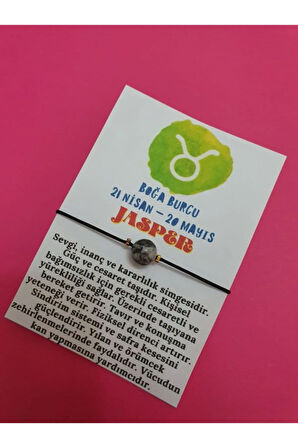 BOĞA BURCU
21 NİSAN - 20 MAYIS
JASPER
Sevgi, inanç ve kararlılık simgesidir.
Güç ve cesaret taşıdır. Kişisel
bağımsızlık için gerekli cesaretli ve
yürekliliği sağlar. Üzerinde taşıyana
bereket getirir. Tavır ve konuşma
yeteneği verir. Fiziksel direnci artırır.
Sindirim sistemi ve safra kesesini
güçlendirir. Yılan ve örümcek
zehirlenmelerinde faydalıdır. Vücudun
kan yapmasına yardımcıdır.